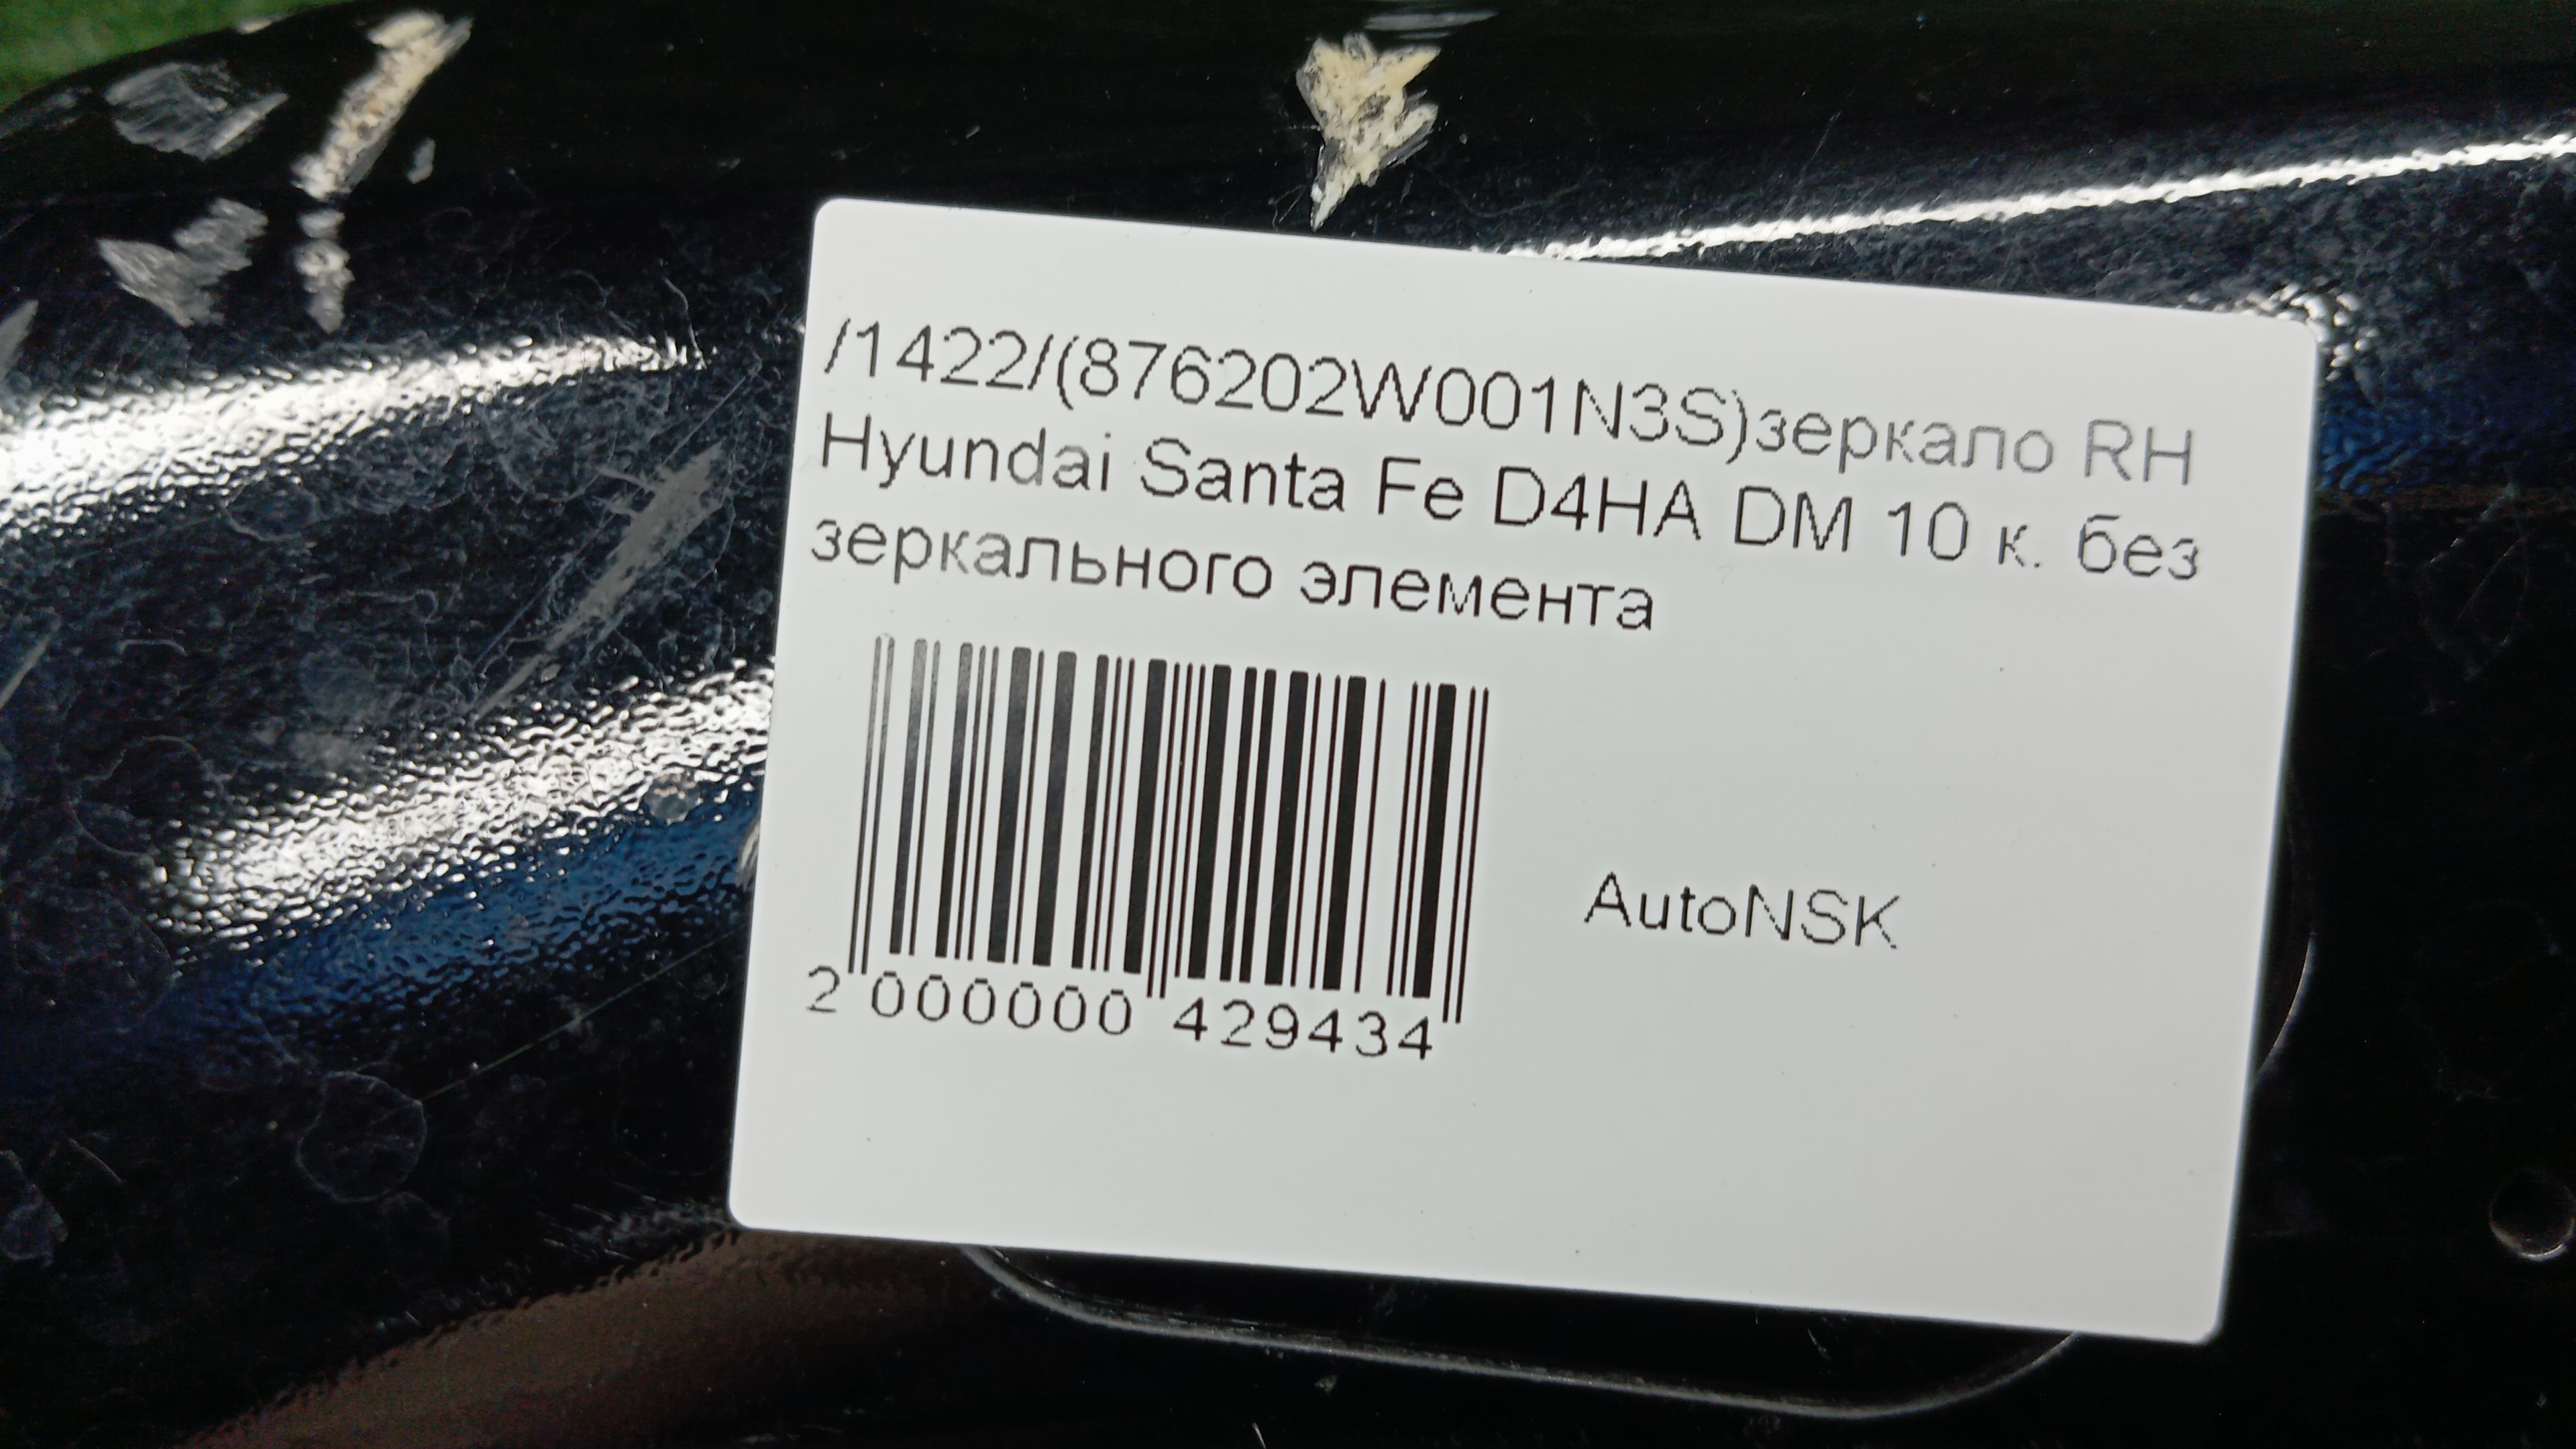 /1422/(876202W001N3S)зеркало RH
Hyundai Santa Fe D4HA DM 10 к. без
зеркального элемента
AutoNSK
2 000000 429434